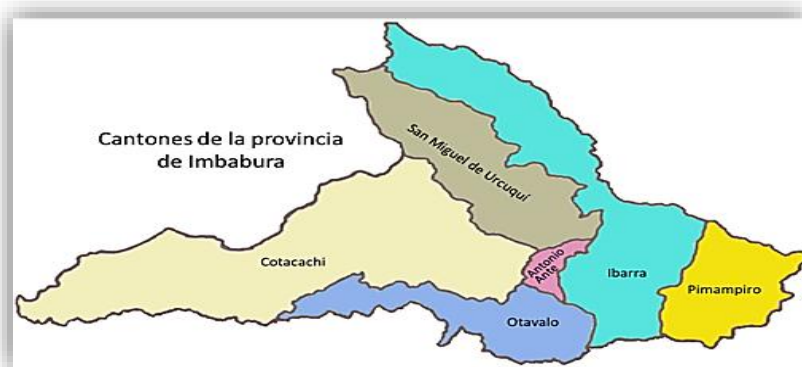 Cantones de la provincia
de Imbabura
San Miguel de Urcuquí
Cotacachi
Antonio
Ante
Ibarra
Pimampiro
Otavalo